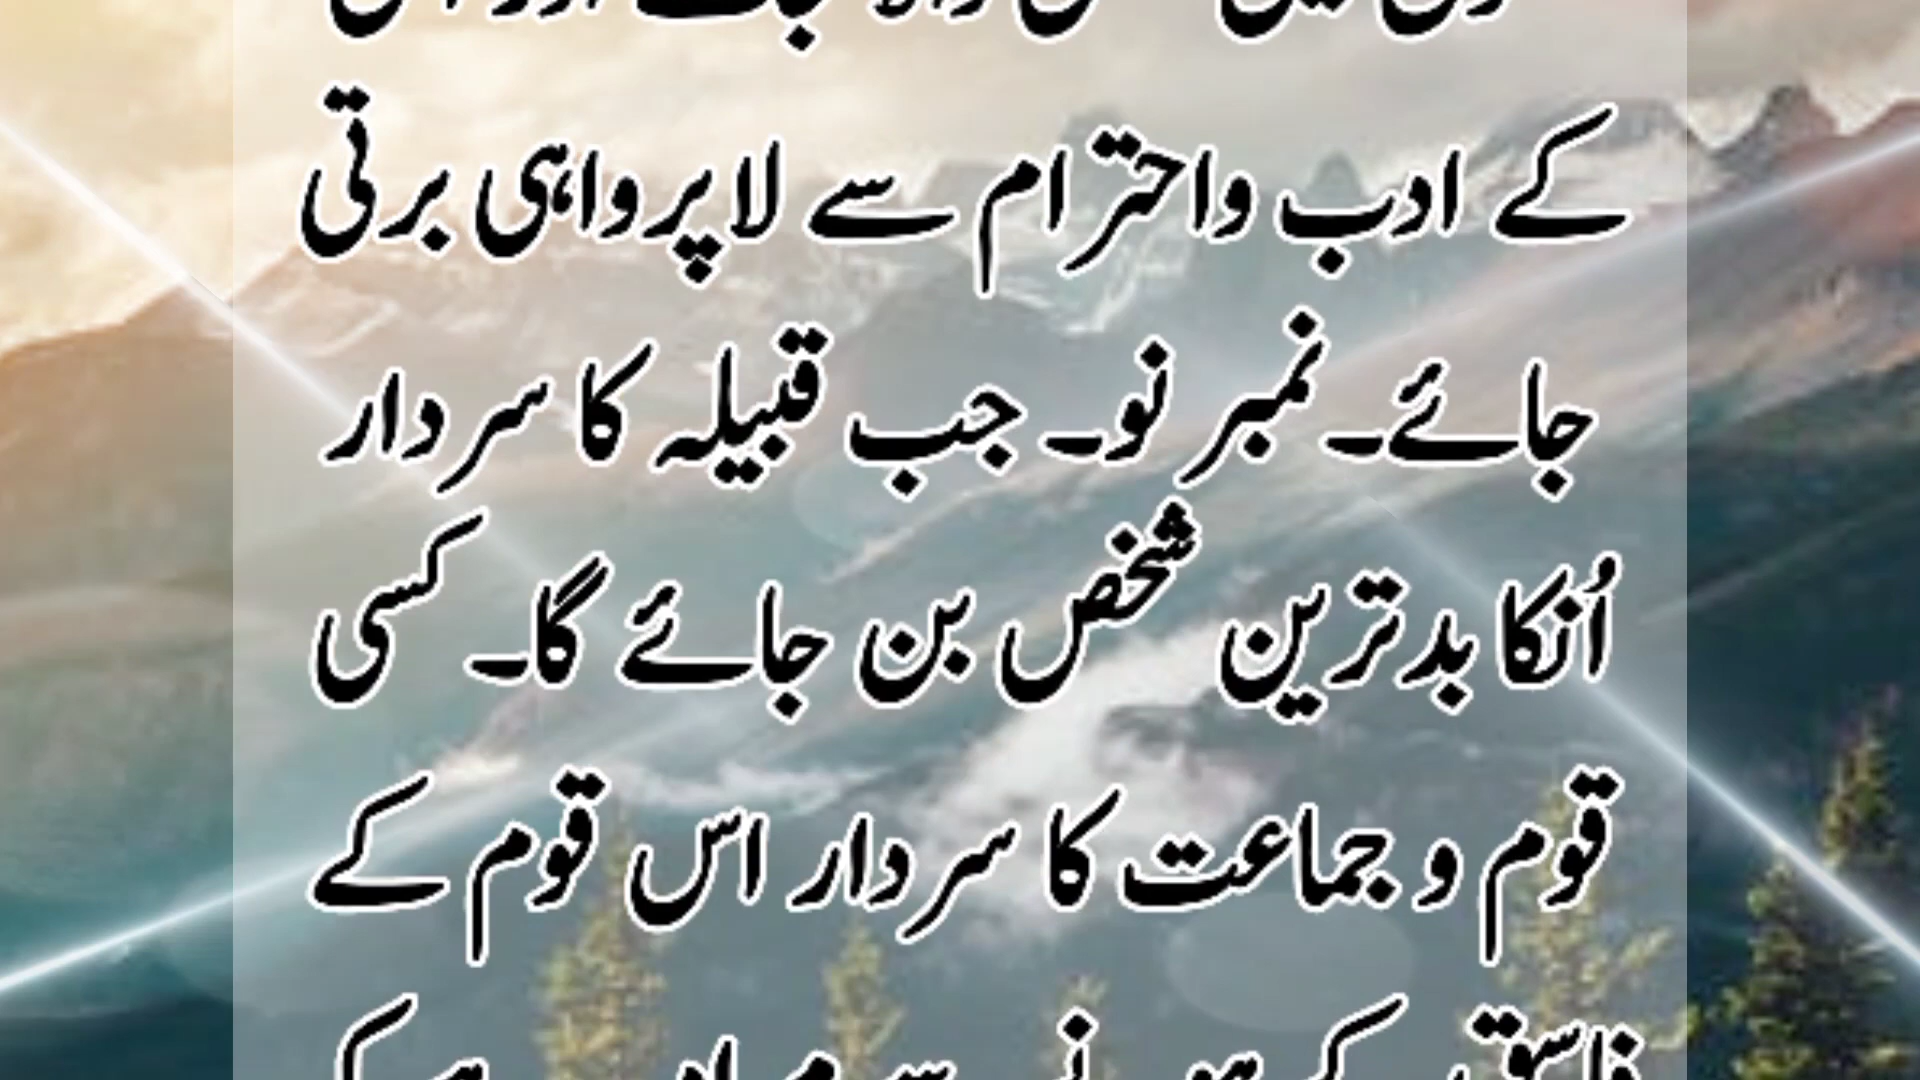 کے ادب واحترام سے لاپرواہی برتی
جائے۔ نمبر نو۔ جب قبیلہ کا سردار
اُنکا بدترین شخص بن جائے گا۔ کسی
قوم و جماعت کا سردار اس قوم کے